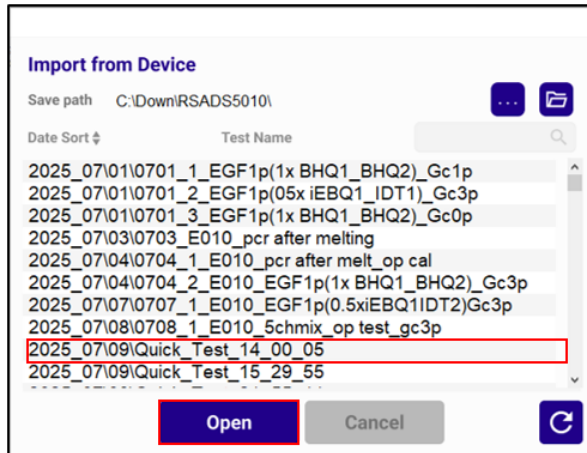 Import from Device
Save path C:\Down\RSADS5010\ ...
Date Sort Test Name
2025_07\01\0701_1_EGF1p(1x BHQ1_BHQ2)_Gc1p
2025_07\01\0701_2_EGF1p(05x iEBQ1_IDT1)_Gc3p
2025_07\01\0701_3_EGF1p(1x BHQ1_BHQ2)_Gc0p
2025_07\03\0703_E010_pcr after melting
2025_07\04\0704_1_E010_pcr after melt_op cal
2025_07\04\0704_2_E010_EGF1p(1x BHQ1_BHQ2)_Gc3p
2025_07\07\0707_1_E010_EGF1p(0.5xiEBQ1IDT2)Gc3p
2025_07\08\0708_1_E010_5chmix_op test_gc3p
2025_07\09\Quick_Test_14_00_05
2025_07\09\Quick_Test_15_29_55
Open Cancel